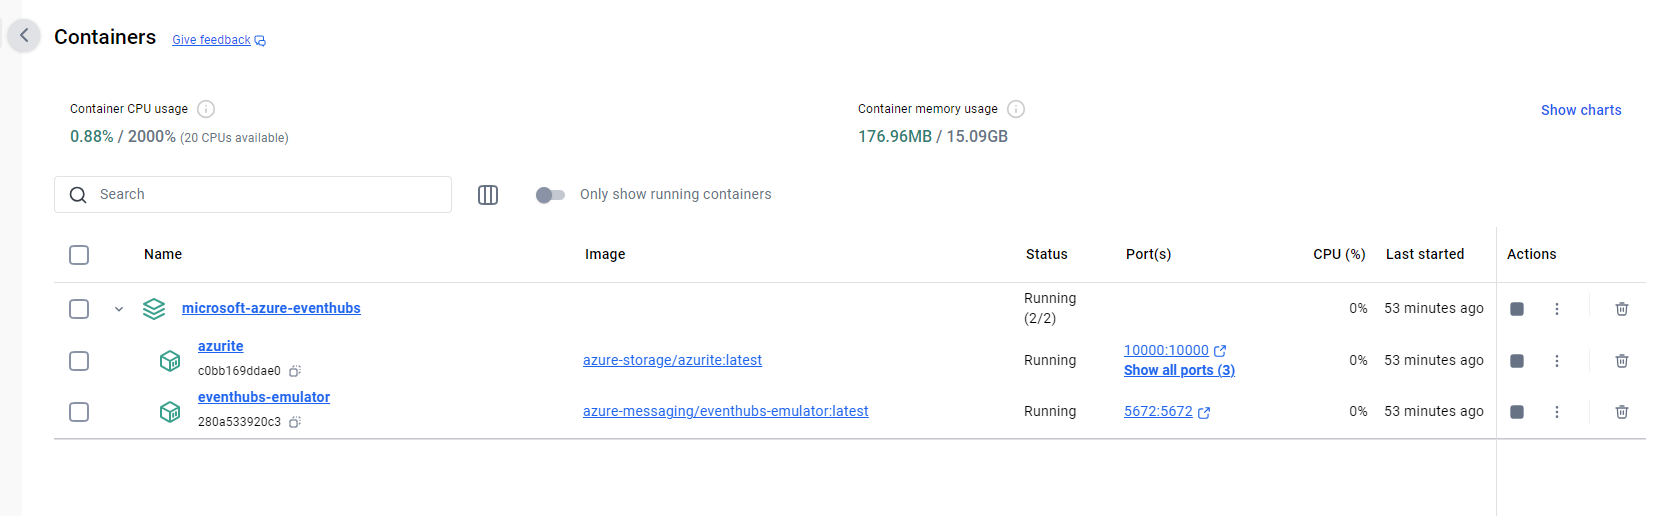 Containers Give feedback
Container CPU usage
0.88% / 2000% (20 CPUs available)
Container memory usage
176.96MB / 15.09GB
Show charts
Search
Only show running containers
Name Image Status Port(s) CPU (%) Last started Actions
microsoft-azure-eventhubs Running (2/2) 0% 53 minutes ago
azurite
c0bb169ddae0
azure-storage/azurite:latest Running 10000:10000
Show all ports (3)
0% 53 minutes ago
eventhubs-emulator
280a533920c3
azure-messaging/eventhubs-emulator:latest Running 5672:5672 0% 53 minutes ago